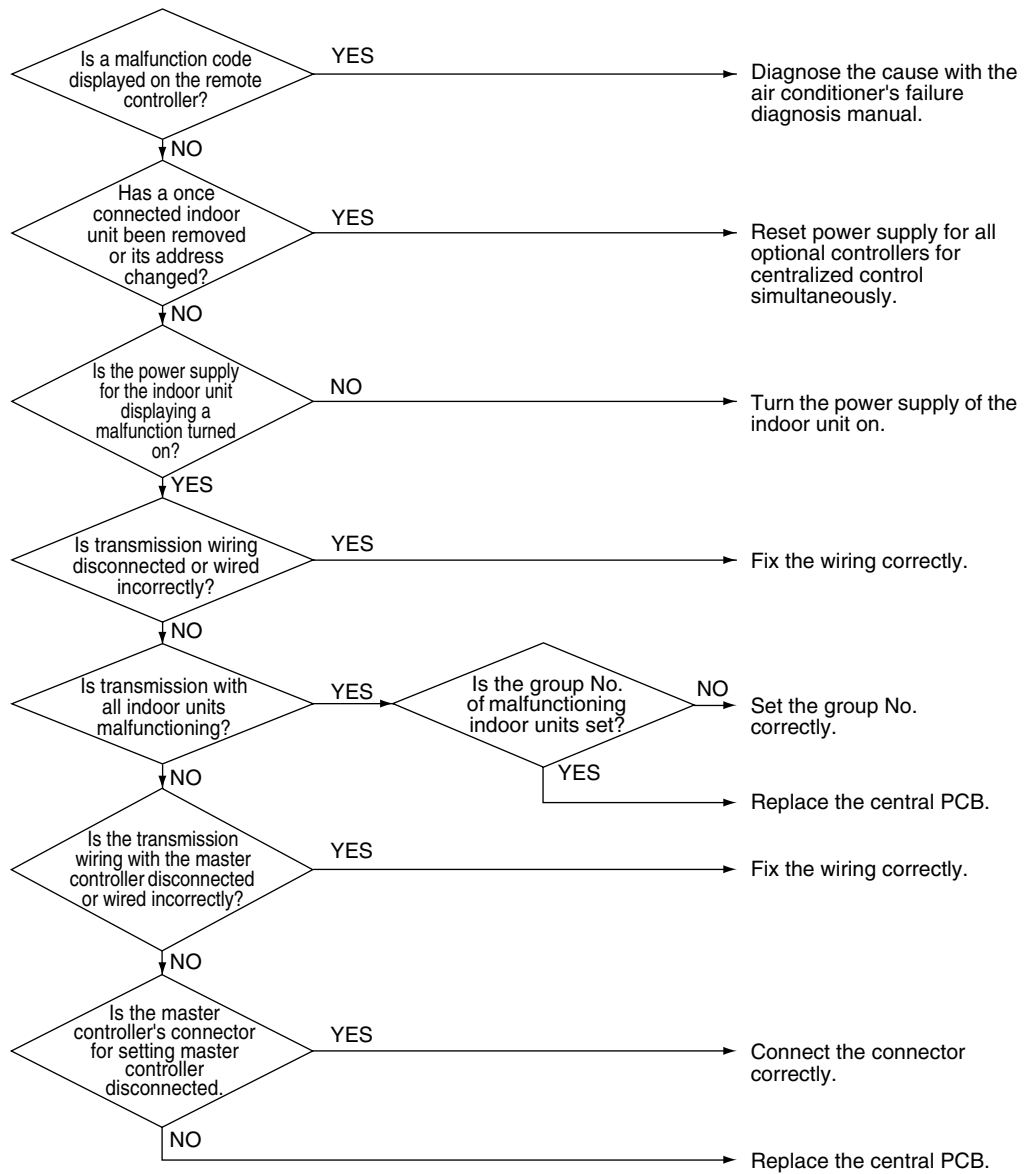 Is a malfunction code
displayed on the remote
controller?
YES
Diagnose the cause with the
air conditioner's failure
diagnosis manual.
NO
Has a once
connected indoor
unit been removed
or its address
changed?
YES
Reset power supply for all
optional controllers for
centralized control
simultaneously.
NO
Is the power supply
for the indoor unit
displaying a
malfunction turned
on?
NO
Turn the power supply of the
indoor unit on.
YES
Is transmission wiring
disconnected or wired
incorrectly?
YES
Fix the wiring correctly.
NO
Is transmission with
all indoor units
malfunctioning?
YES
Is the group No.
of malfunctioning
indoor units set?
NO
Set the group No.
correctly.
YES
Replace the central PCB.
NO
Is the transmission
wiring with the master
controller disconnected
or wired incorrectly?
YES
Fix the wiring correctly.
NO
Is the master
controller's connector
for setting master
controller
disconnected.
YES
Connect the connector
correctly.
NO
Replace the central PCB.